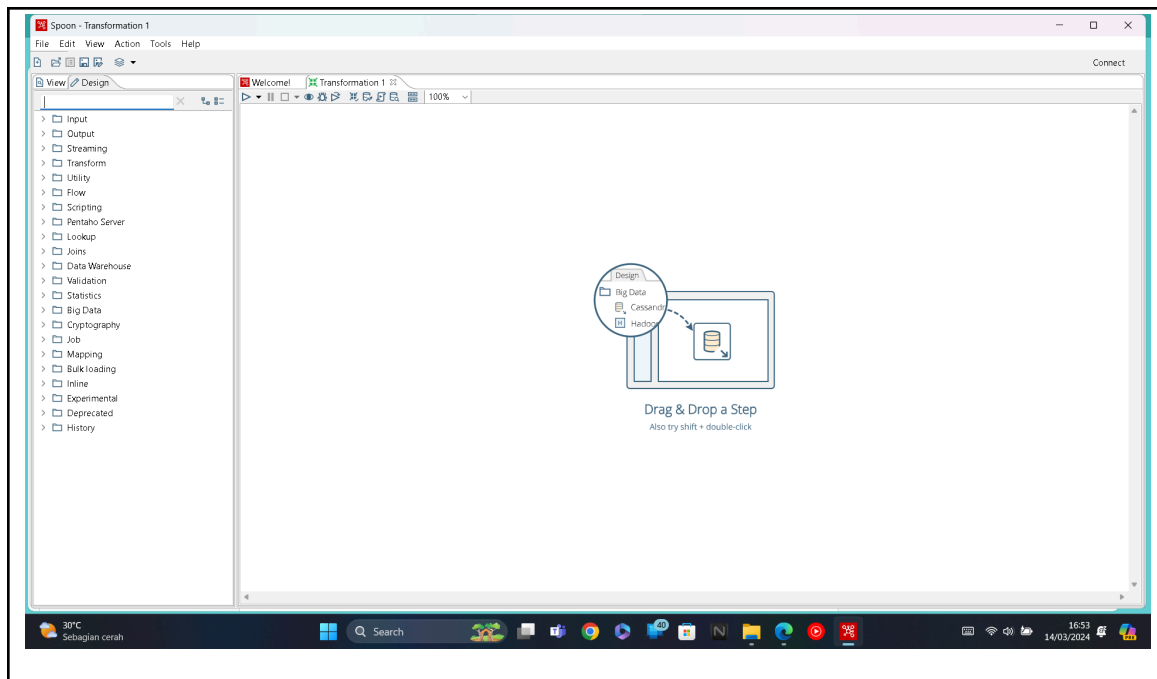 Spoon - Transformation 1
File Edit View Action Tools Help
Connect
View Design
Welcome! Transformation 1
100%
Input
Output
Streaming
Transform
Utility
Flow
Scripting
Pentaho Server
Lookup
Joins
Data Warehouse
Validation
Statistics
Big Data
Cryptography
Job
Mapping
Bulk loading
Inline
Experimental
Deprecated
History
Design
Big Data
Cassandr
H Hadoop
Drag & Drop a Step
Also try shift + double-click
30°C
Sebagian cerah
Search
40
16:53
14/03/2024